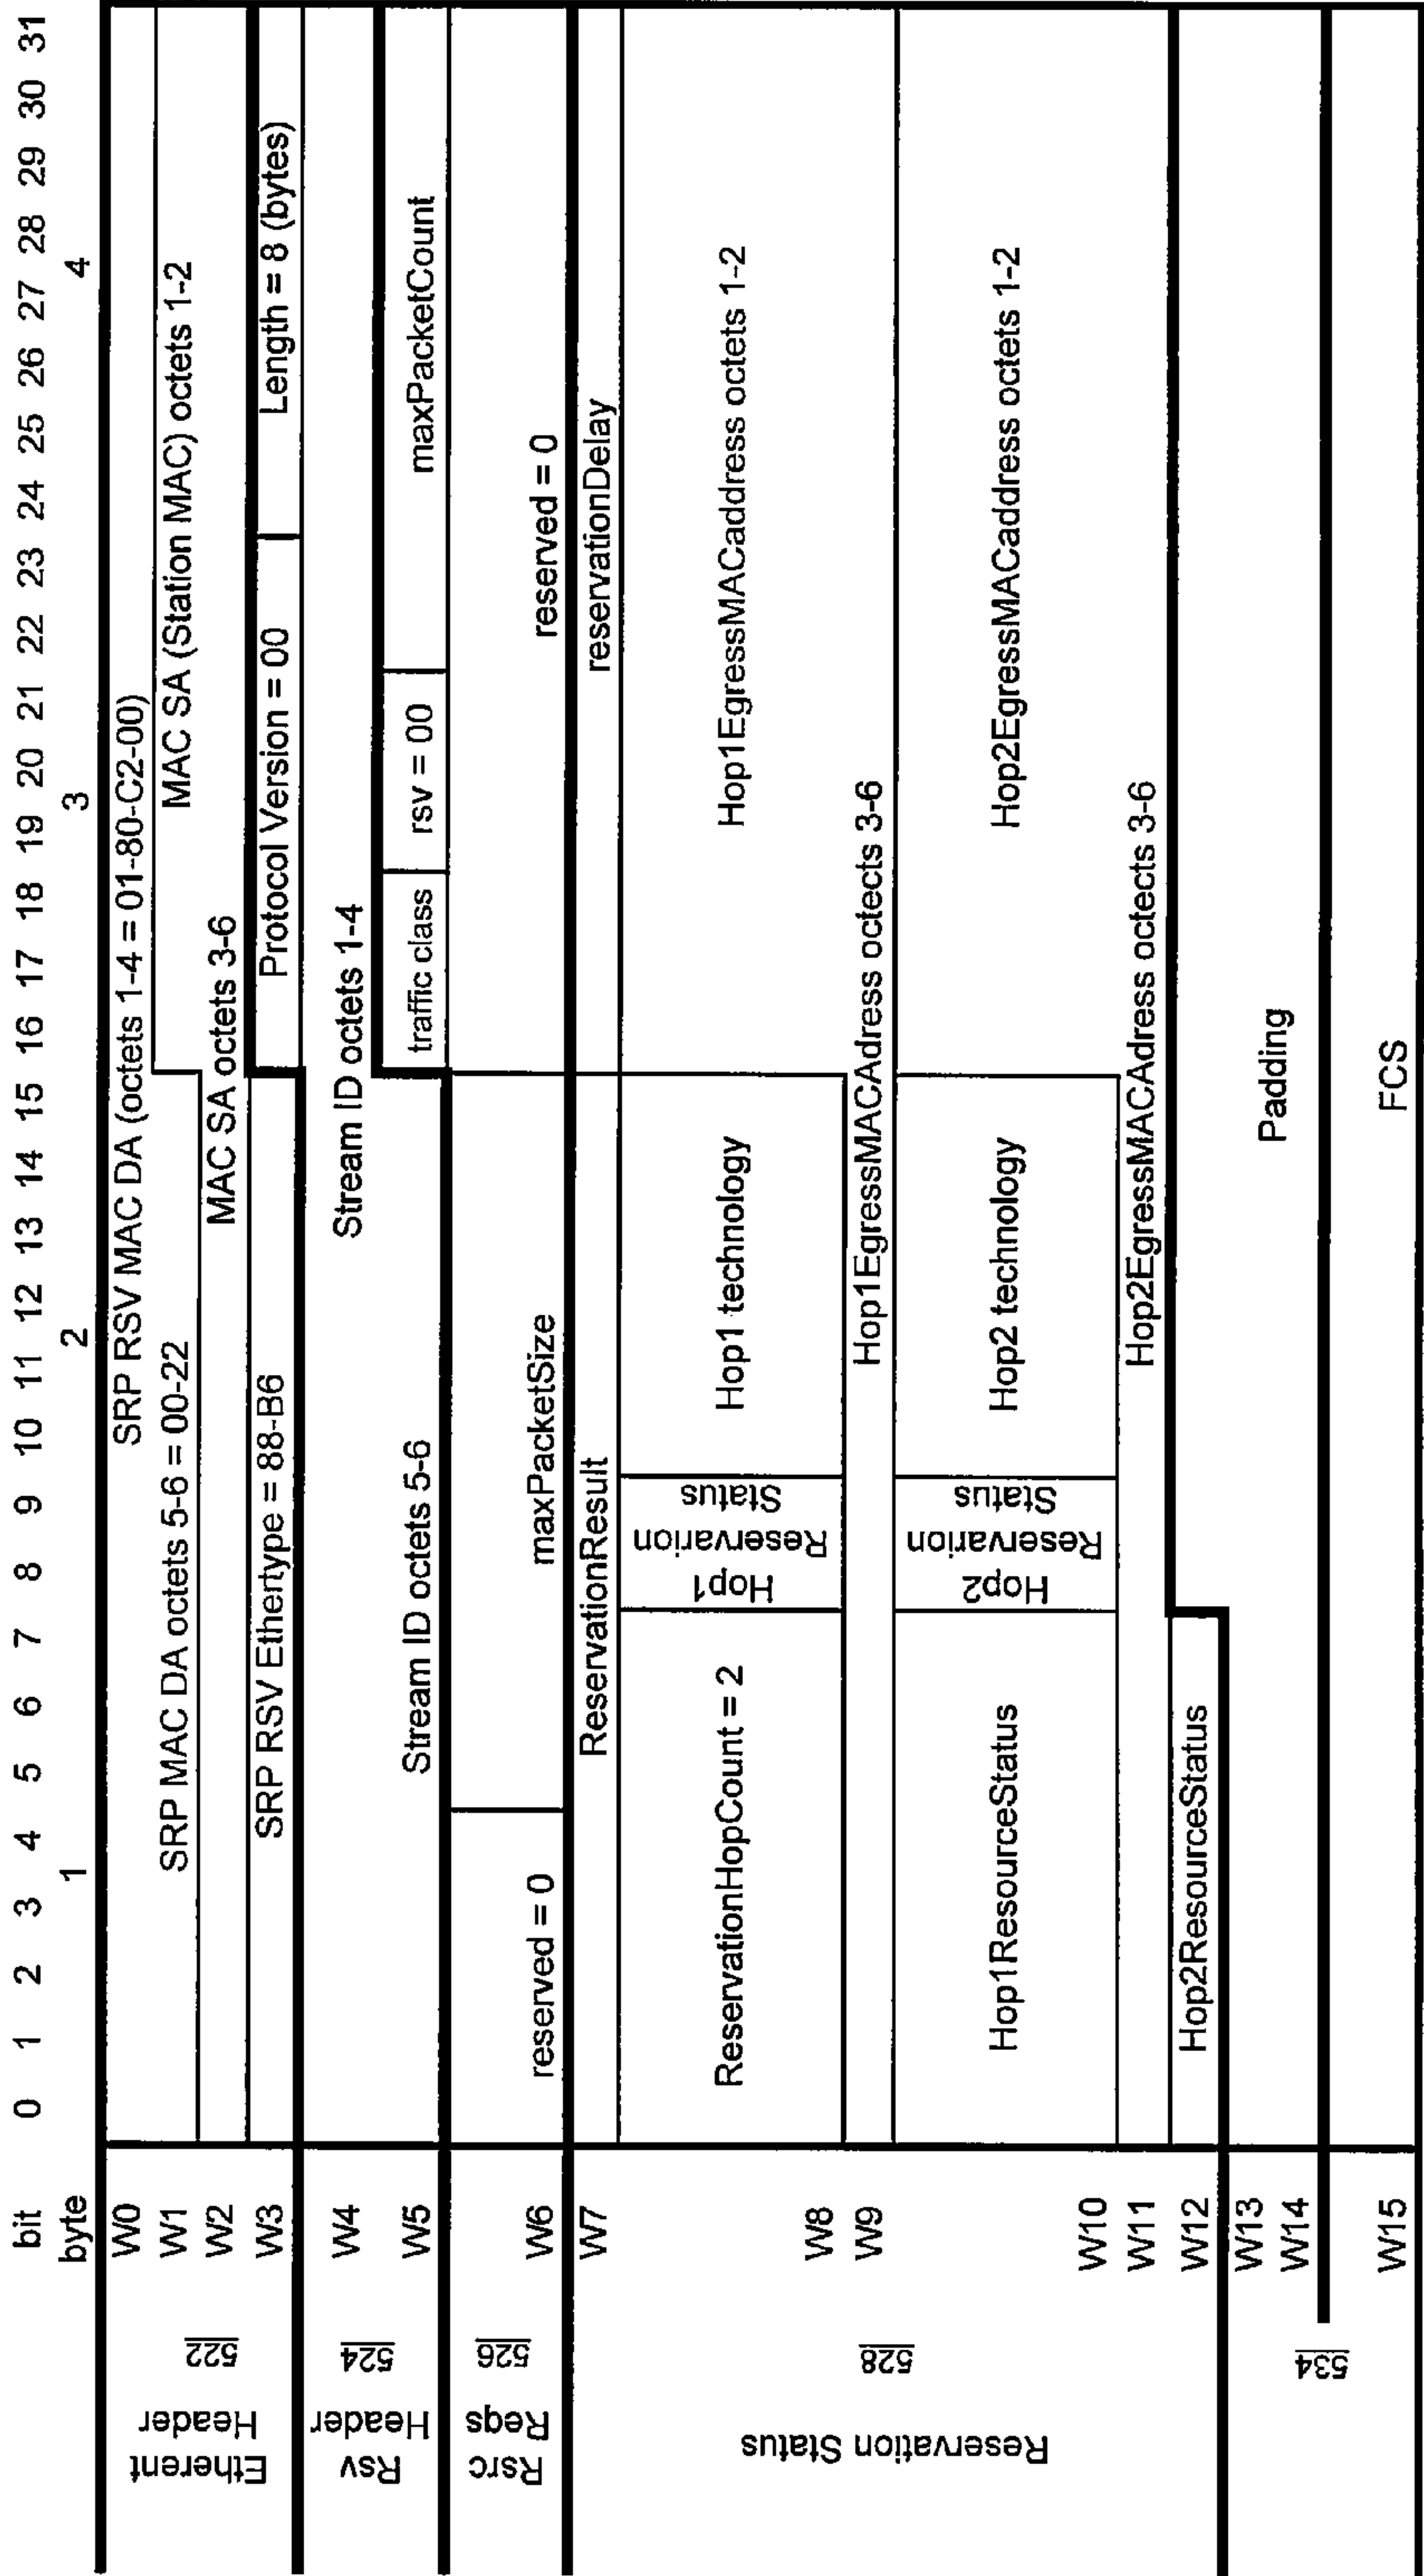 bit 0 1 2 3 4 5 6 7 8 9 10 11 12 13 14 15 16 17 18 19 20 21 22 23 24 25 26 27 28 29 30 31
byte 1 2 3 4
Etherent
Header
522
W0 SRP RSV MAC DA (octets 1-4 = 01-80-C2-00)
W1 SRP MAC DA octets 5-6 = 00-22 MAC SA (Station MAC) octets 1-2
W2 MAC SA octets 3-6
W3 SRP RSV Ethertype = 88-B6 Protocol Version = 00 Length = 8 (bytes)
Rsv
Header
524
W4 Stream ID octets 1-4
W5 Stream ID octets 5-6 traffic class rsv = 00 maxPacketCount
Rsrc
Reqs
526
W6 reserved = 0 maxPacketSize reserved = 0
Reservation Status
528
W7 ReservationResult reservationDelay
W8 ReservationHopCount = 2
Hop1
Reservarion
Status
Hop1 technology
Hop1EgressMACaddress octets 1-2
W9 Hop1EgressMACAdress octects 3-6
W10 Hop1ResourceStatus
Hop2
Reservarion
Status
Hop2 technology
Hop2EgressMACaddress octets 1-2
W11 Hop2EgressMACAdress octects 3-6
W12 Hop2ResourceStatus
W13
Padding
W14
534
W15 FCS